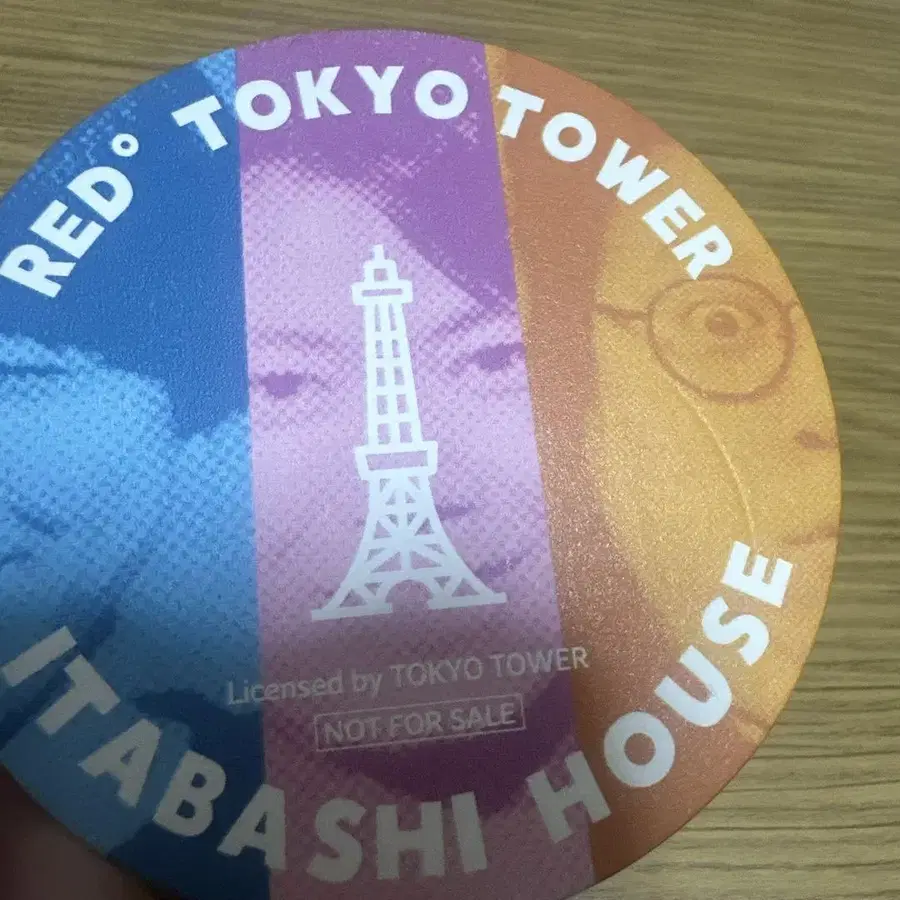 RED° TOKYO TOWER
Licensed by TOKYO TOWER
NOT FOR SALE
ITABASHI HOUSE